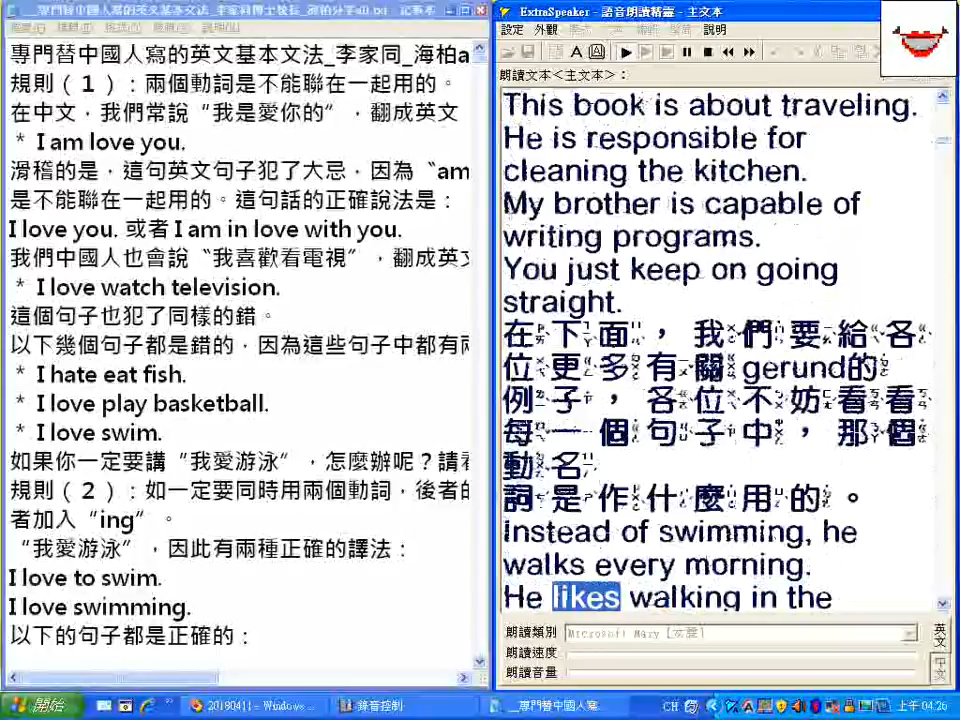 專門替中國人寫的英文基本文法_李家同_海柏a
規則（1）：兩個動詞是不能聯在一起用的。
在中文，我們常說“我是愛你的”，翻成英文
* I am love you.
滑稽的是，這句英文句子犯了大忌，因為“am
是不能聯在一起用的。這句話的正確說法是：
I love you. 或者 I am in love with you.
我們中國人也會說“我喜歡看電視”，翻成英文
* I love watch television.
這個句子也犯了同樣的錯。
以下幾個句子都是錯的，因為這些句子中都有兩
* I hate eat fish.
* I love play basketball.
* I love swim.
如果你一定要講“我愛游泳”，怎麼辦呢？請看
規則（2）：如一定要同時用兩個動詞，後者的
者加入“ing”。
“我愛游泳”，因此有兩種正確的譯法：
I love to swim.
I love swimming.
以下的句子都是正確的：
ExtraSpeaker - 語音朗讀精靈 - 主文本
設定 外觀 說明
朗讀文本<主文本>：
This book is about traveling.
He is responsible for
cleaning the kitchen.
My brother is capable of
writing programs.
You just keep on going
straight.
在下面，我們要給各
位更多有關gerund的
例子，各位不妨看看
每一個句子中，那個
動名
詞是作什麼用的。
Instead of swimming, he
walks every morning.
He likes walking in the
朗讀類別 Microsoft Mary [英聲]
朗讀速度
朗讀音量
英文
中文
開始
20190411 - Windows ...
錄音控制
__專門替中國人寫...
CH
上午 04:26